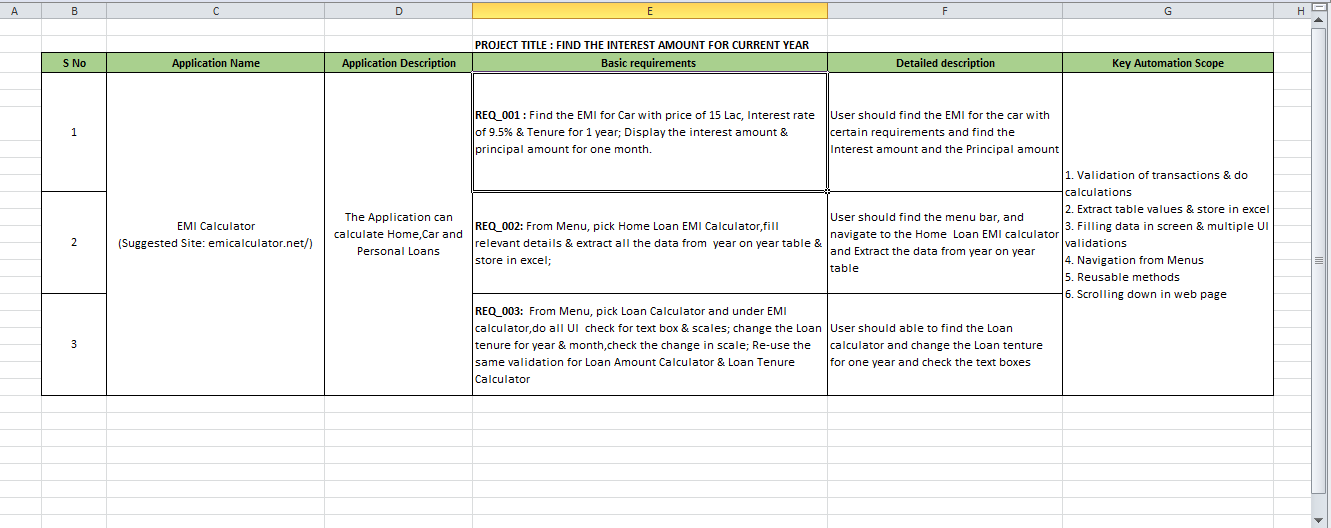 A B C D E F G H
PROJECT TITLE : FIND THE INTEREST AMOUNT FOR CURRENT YEAR
S No Application Name Application Description Basic requirements Detailed description Key Automation Scope
1
EMI Calculator
(Suggested Site: emicalculator.net/)
The Application can
calculate Home,Car and
Personal Loans
REQ_001 : Find the EMI for Car with price of 15 Lac, Interest rate
of 9.5% & Tenure for 1 year; Display the interest amount &
principal amount for one month.
User should find the EMI for the car with
certain requirements and find the
Interest amount and the Principal amount
1. Validation of transactions & do
calculations
2. Extract table values & store in excel
3. Filling data in screen & multiple UI
validations
4. Navigation from Menus
5. Reusable methods
6. Scrolling down in web page
2
REQ_002: From Menu, pick Home Loan EMI Calculator,fill
relevant details & extract all the data from year on year table &
store in excel;
User should find the menu bar, and
navigate to the Home Loan EMI calculator
and Extract the data from year on year
table
3
REQ_003: From Menu, pick Loan Calculator and under EMI
calculator,do all UI check for text box & scales; change the Loan
tenure for year & month,check the change in scale; Re-use the
same validation for Loan Amount Calculator & Loan Tenure
Calculator
User should able to find the Loan
calculator and change the Loan tenture
for one year and check the text boxes